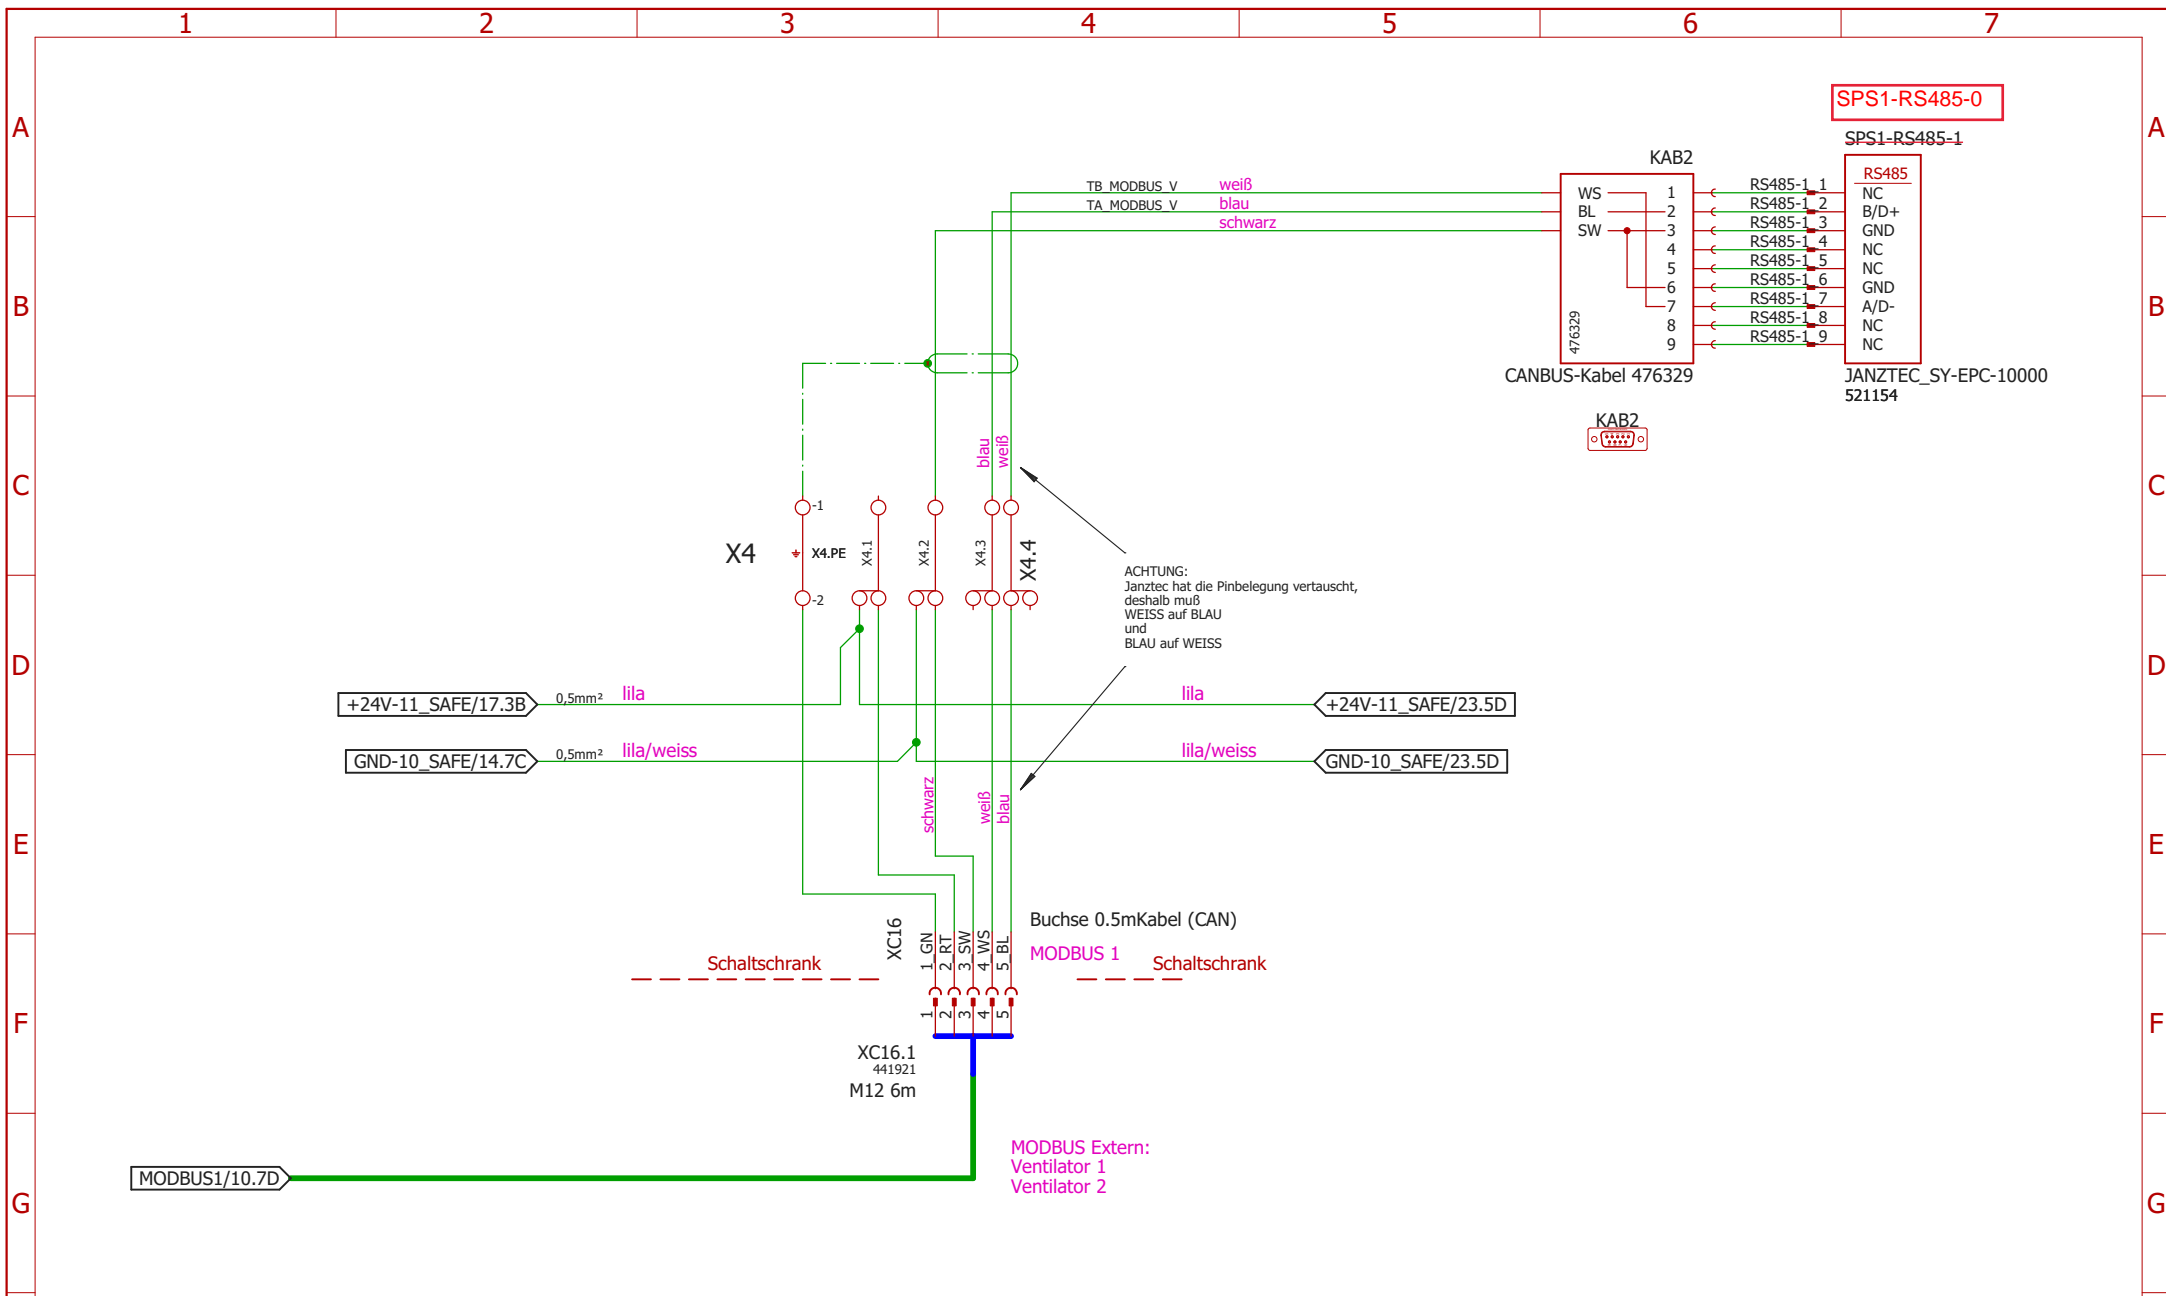 1 2 3 4 5 6 7
A A
B B
C C
D D
E E
F F
G G
SPS1-RS485-0
SPS1-RS485-1
KAB2
RS485
TB_MODBUS_V weiß
TA_MODBUS_V blau
schwarz
WS 1 RS485-1_1 NC
BL 2 RS485-1_2 B/D+
SW 3 RS485-1_3 GND
4 RS485-1_4 NC
5 RS485-1_5 NC
6 RS485-1_6 GND
7 RS485-1_7 A/D-
8 RS485-1_8 NC
9 RS485-1_9 NC
476329
CANBUS-Kabel 476329
JANZTEC_SY-EPC-10000
521154
KAB2
blau
weiß
-1
X4
X4.PE
X4.1
X4.2
X4.3
X4.4
-2
ACHTUNG:
Janztec hat die Pinbelegung vertauscht,
deshalb muß
WEISS auf BLAU
und
BLAU auf WEISS
+24V-11_SAFE/17.3B 0,5mm² lila lila +24V-11_SAFE/23.5D
GND-10_SAFE/14.7C 0,5mm² lila/weiss lila/weiss GND-10_SAFE/23.5D
schwarz
weiß
blau
XC16
1_GN
2_RT
3_SW
4_WS
5_BL
Buchse 0.5mKabel (CAN)
MODBUS 1
Schaltschrank Schaltschrank
1 2 3 4 5
XC16.1
441921
M12 6m
MODBUS Extern:
Ventilator 1
Ventilator 2
MODBUS1/10.7D